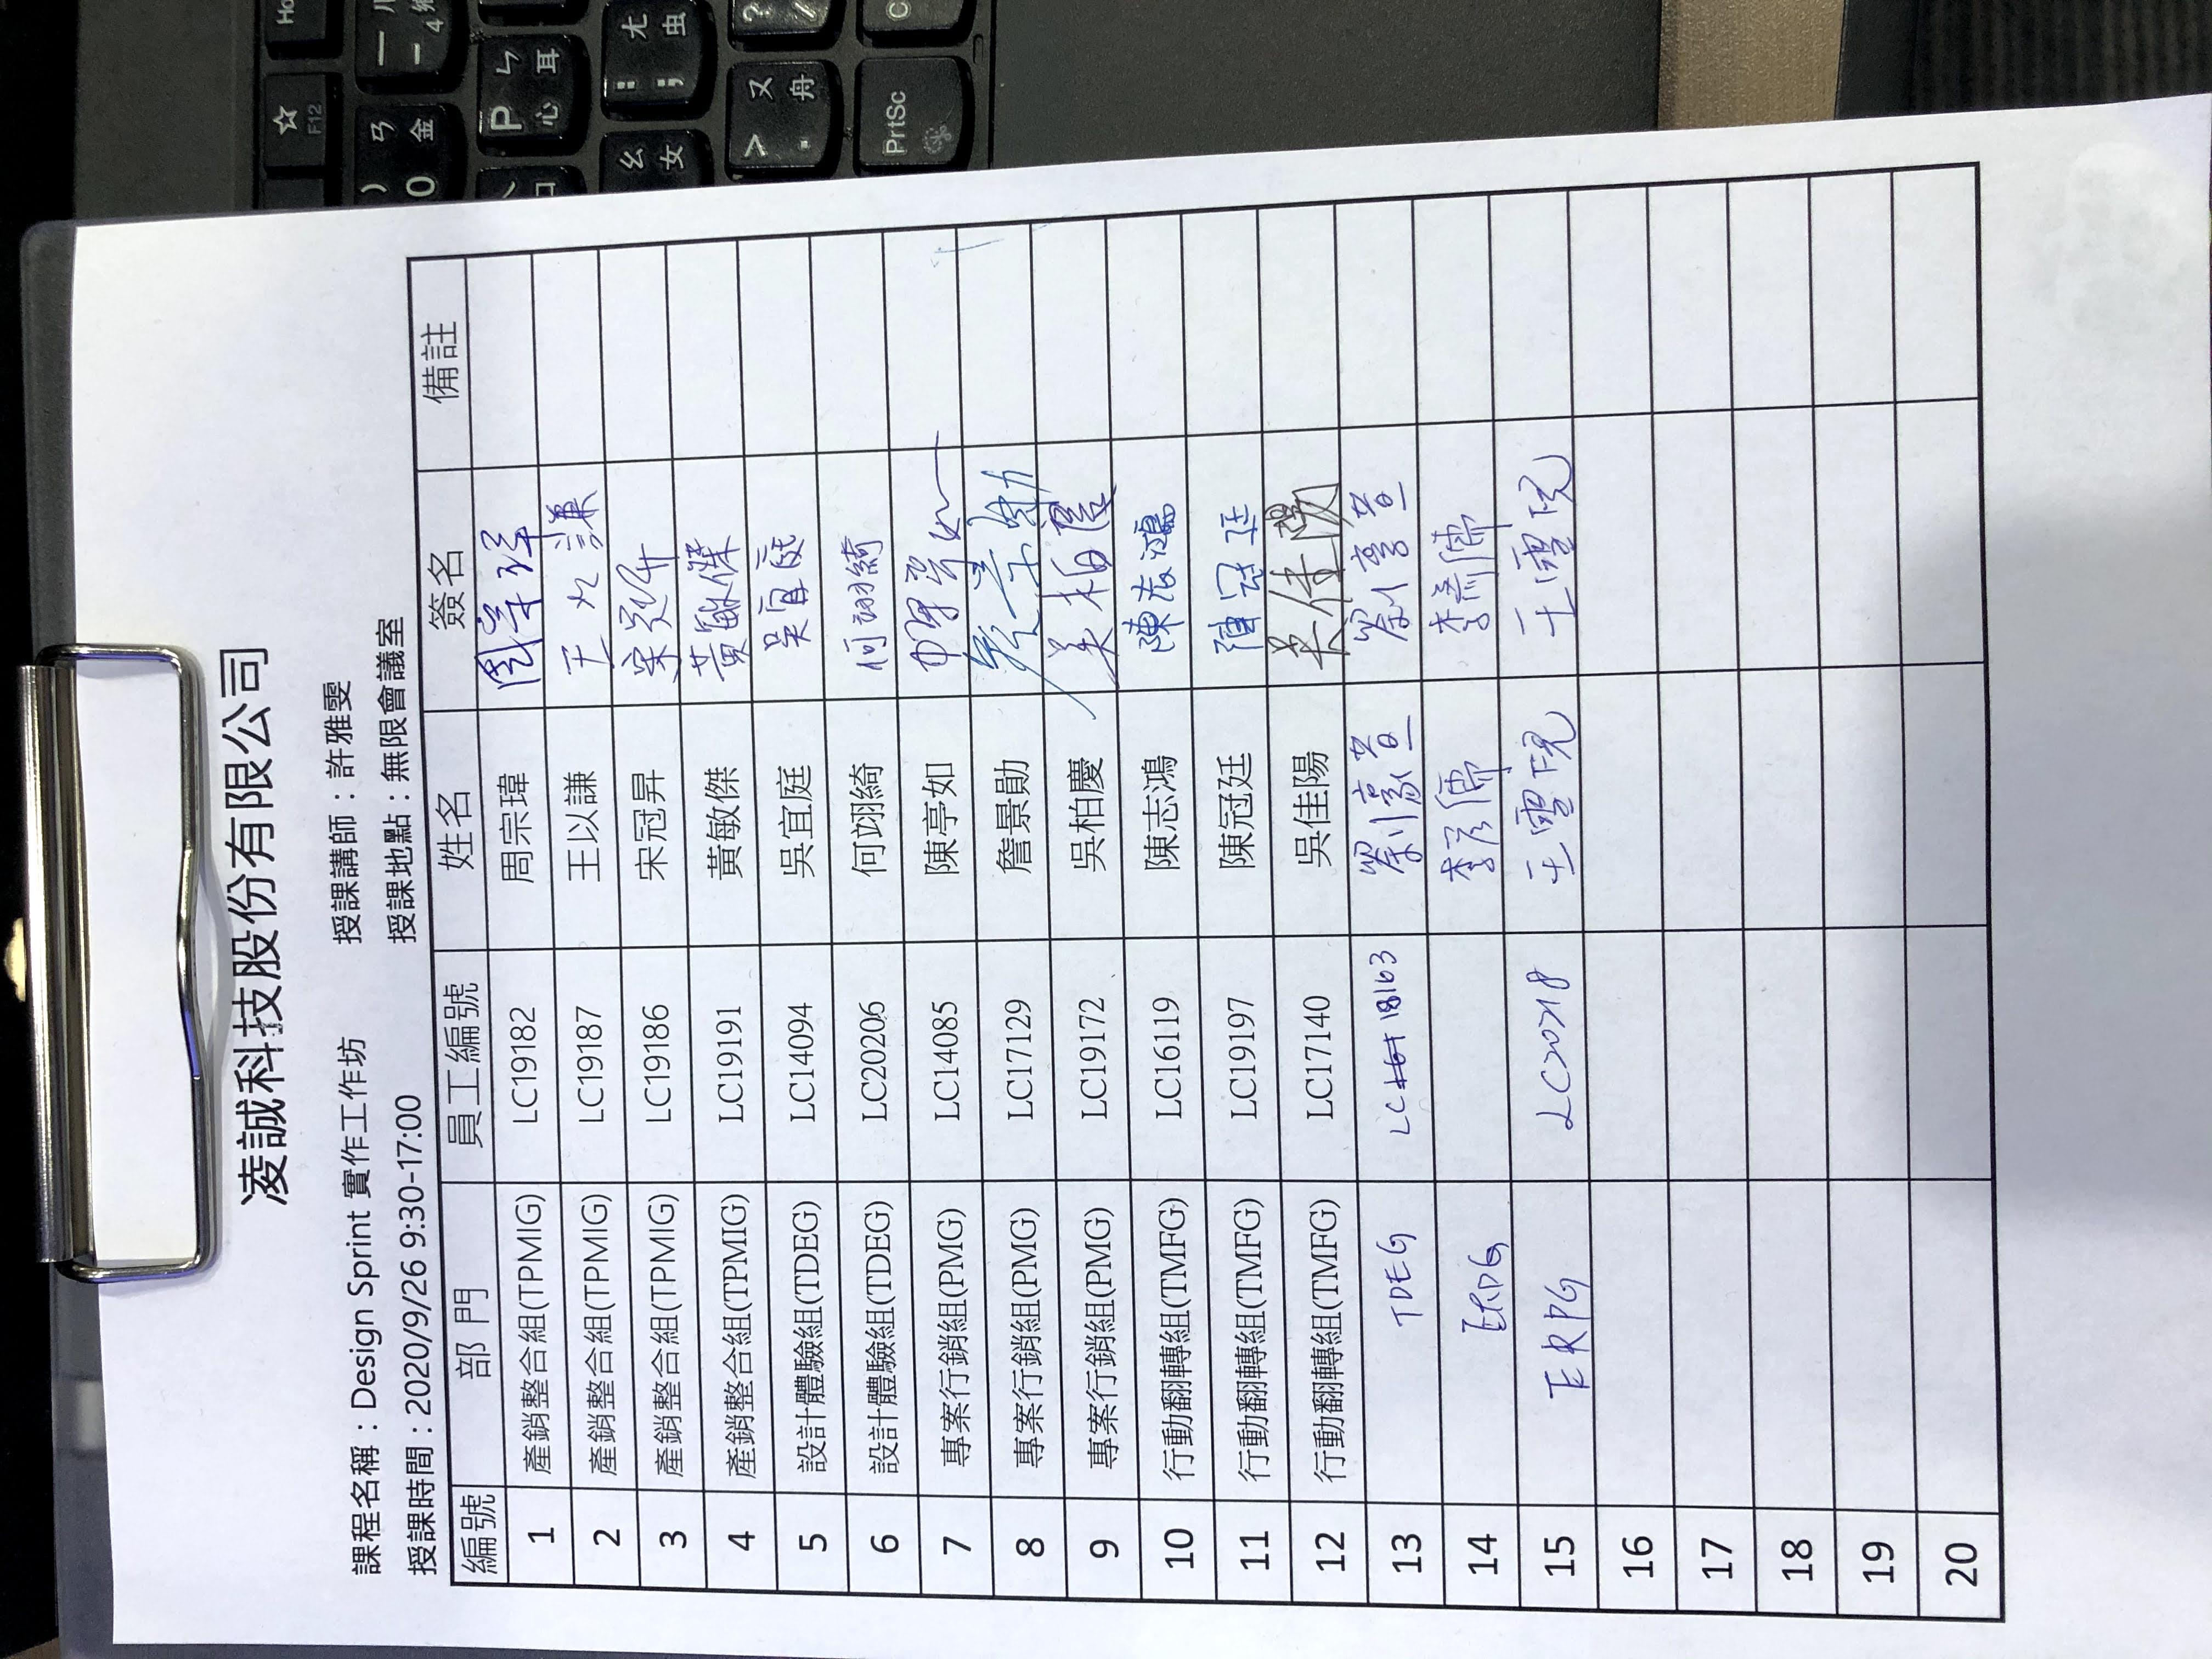 凌誠科技股份有限公司
課程名稱：Design Sprint 實作工作坊 授課講師：許雅雯
授課時間：2020/9/26 9:30-17:00 授課地點：無限會議室
編號 部門 員工編號 姓名 簽名 備註
1 產銷整合組(TPMIG) LC19182 周宗瑋 周宗瑋
2 產銷整合組(TPMIG) LC19187 王以謙 王以謙
3 產銷整合組(TPMIG) LC19186 宋冠昇 宋冠昇
4 產銷整合組(TPMIG) LC19191 黃敏傑 黃敏傑
5 設計體驗組(TDEG) LC14094 吳宜庭 吳宜庭
6 設計體驗組(TDEG) LC20206 何翊綺 何翊綺
7 專案行銷組(PMG) LC14085 陳亭如 陳亭如
8 專案行銷組(PMG) LC17129 詹景勛 詹景勛
9 專案行銷組(PMG) LC19172 吳柏慶 吳柏慶
10 行動翻轉組(TMFG) LC16119 陳志鴻 陳志鴻
11 行動翻轉組(TMFG) LC19197 陳冠廷 陳冠廷
12 行動翻轉組(TMFG) LC17140 吳佳陽 吳佳陽
13 TDEG LC 18163 劉豪萱 劉豪萱
14 李彥儒 李彥儒
15 ERPG LC20218 王雪倪 王雪倪
16
17
18
19
20
F12
P ㄣ
心 耳
ㄢ
0 金
ㄠ
女
; ㄤ
虫
> ㄡ
. 舟
?
PrtSc